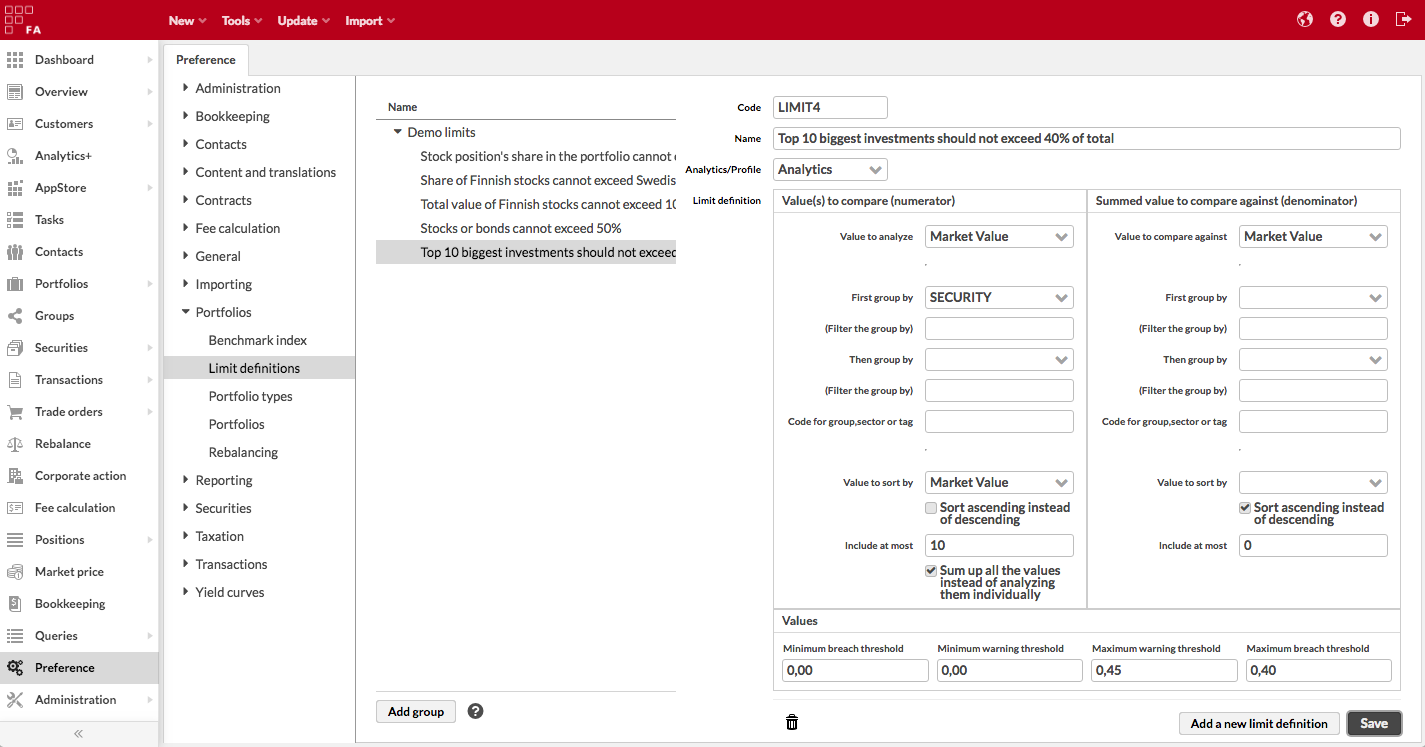 FA
New
Tools
Update
Import
Dashboard
Overview
Customers
Analytics+
AppStore
Tasks
Contacts
Portfolios
Groups
Securities
Transactions
Trade orders
Rebalance
Corporate action
Fee calculation
Positions
Market price
Bookkeeping
Queries
Preference
Administration
Preference
Administration
Bookkeeping
Contacts
Content and translations
Contracts
Fee calculation
General
Importing
Portfolios
Benchmark index
Limit definitions
Portfolio types
Portfolios
Rebalancing
Reporting
Securities
Taxation
Transactions
Yield curves
Name
Demo limits
Stock position's share in the portfolio cannot e
Share of Finnish stocks cannot exceed Swedis
Total value of Finnish stocks cannot exceed 10
Stocks or bonds cannot exceed 50%
Top 10 biggest investments should not exceed
Add group
Code
LIMIT4
Name
Top 10 biggest investments should not exceed 40% of total
Analytics/Profile
Analytics
Limit definition
Value(s) to compare (numerator)
Value to analyze
Market Value
.
First group by
SECURITY
(Filter the group by)
Then group by
(Filter the group by)
Code for group,sector or tag
.
Value to sort by
Market Value
Sort ascending instead
of descending
Include at most
10
Sum up all the values
instead of analyzing
them individually
Summed value to compare against (denominator)
Value to compare against
Market Value
.
First group by
(Filter the group by)
Then group by
(Filter the group by)
Code for group,sector or tag
.
Value to sort by
Sort ascending instead
of descending
Include at most
0
Values
Minimum breach threshold
0,00
Minimum warning threshold
0,00
Maximum warning threshold
0,45
Maximum breach threshold
0,40
Add a new limit definition
Save